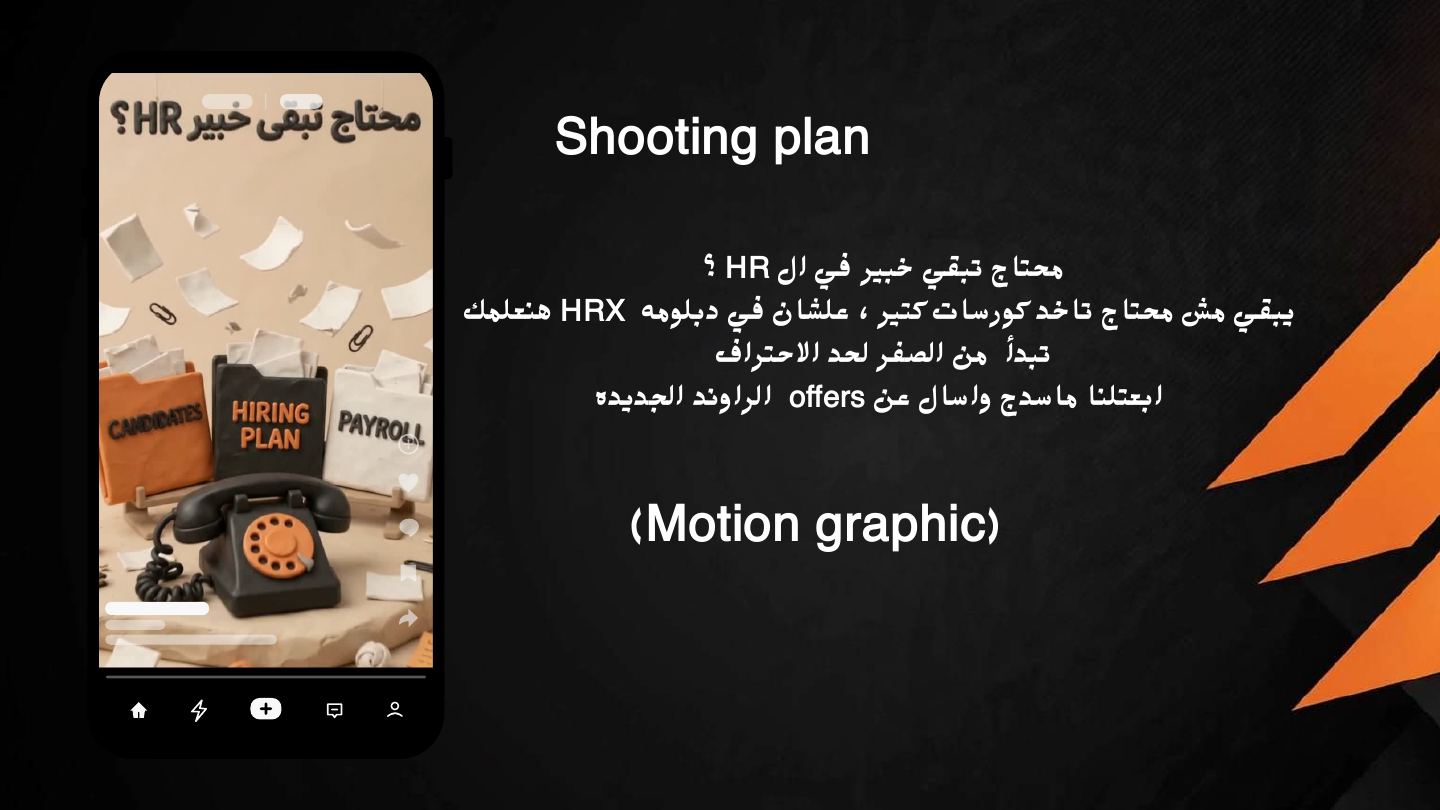 محتاج تبقى خبير HR ؟
CANDIDATES
HIRING
PLAN
PAYROLL
Shooting plan
محتاج تبقي خبير في ال HR ؟
يبقي مش محتاج تاخد كورسات كتير ، علشان في دبلومه HRX هنعلمك
تبدأ من الصفر لحد الاحتراف
ابعتلنا ماسدج واسال عن offers الراوند الجديده
(Motion graphic)